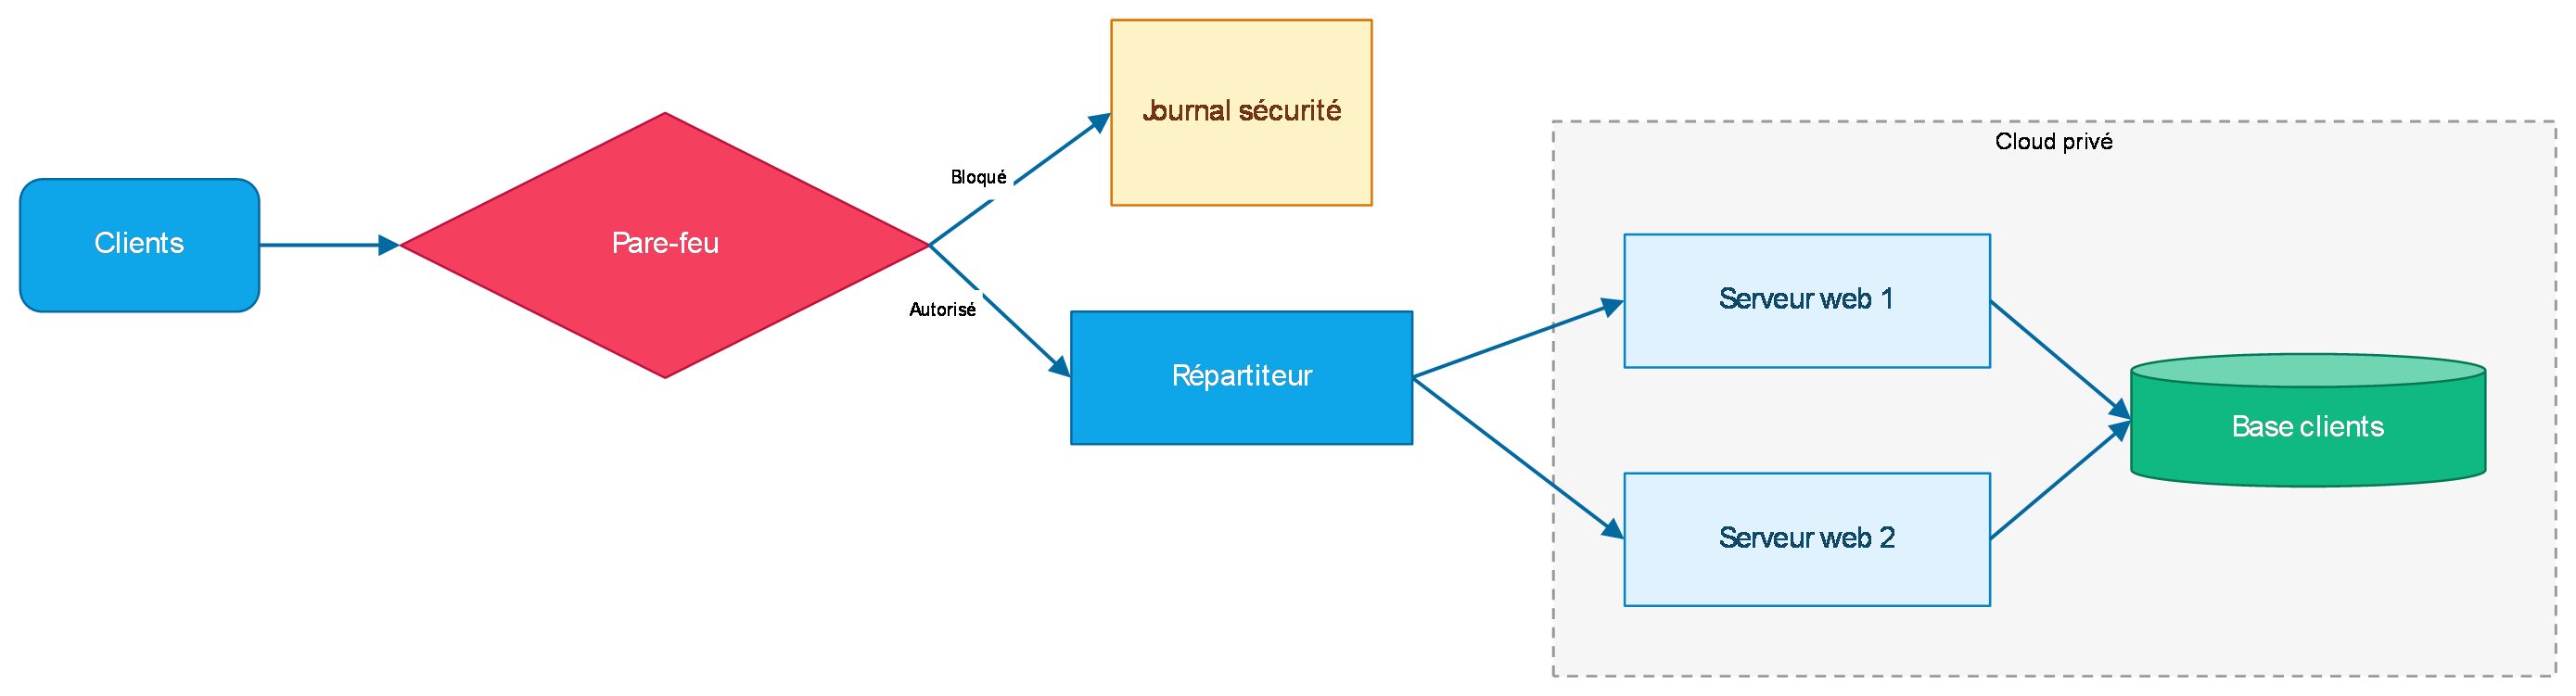 Clients
Pare-feu
Bloqué
Autorisé
Journal sécurité
Répartiteur
Cloud privé
Serveur web 1
Serveur web 2
Base clients